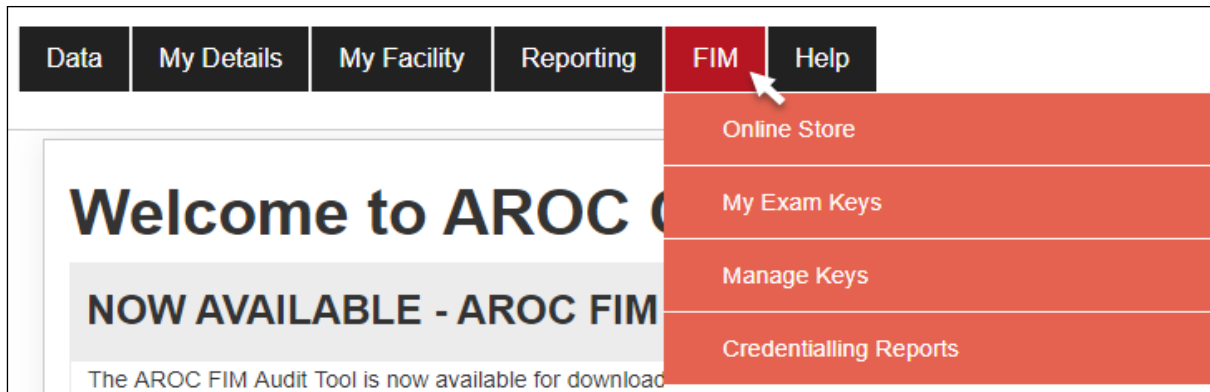 Data My Details My Facility Reporting FIM Help
Online Store
My Exam Keys
Manage Keys
Credentialling Reports
Welcome to AROC
NOW AVAILABLE - AROC FIM
The AROC FIM Audit Tool is now available for download